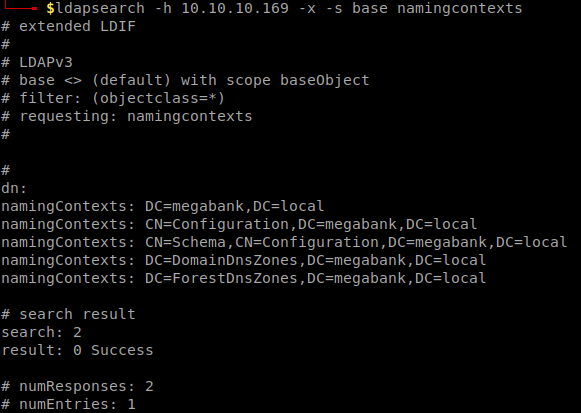 $ldapsearch -h 10.10.10.169 -x -s base namingcontexts
# extended LDIF
#
# LDAPv3
# base <> (default) with scope baseObject
# filter: (objectclass=*)
# requesting: namingcontexts
#
#
dn:
namingContexts: DC=megabank,DC=local
namingContexts: CN=Configuration,DC=megabank,DC=local
namingContexts: CN=Schema,CN=Configuration,DC=megabank,DC=local
namingContexts: DC=DomainDnsZones,DC=megabank,DC=local
namingContexts: DC=ForestDnsZones,DC=megabank,DC=local
# search result
search: 2
result: 0 Success
# numResponses: 2
# numEntries: 1